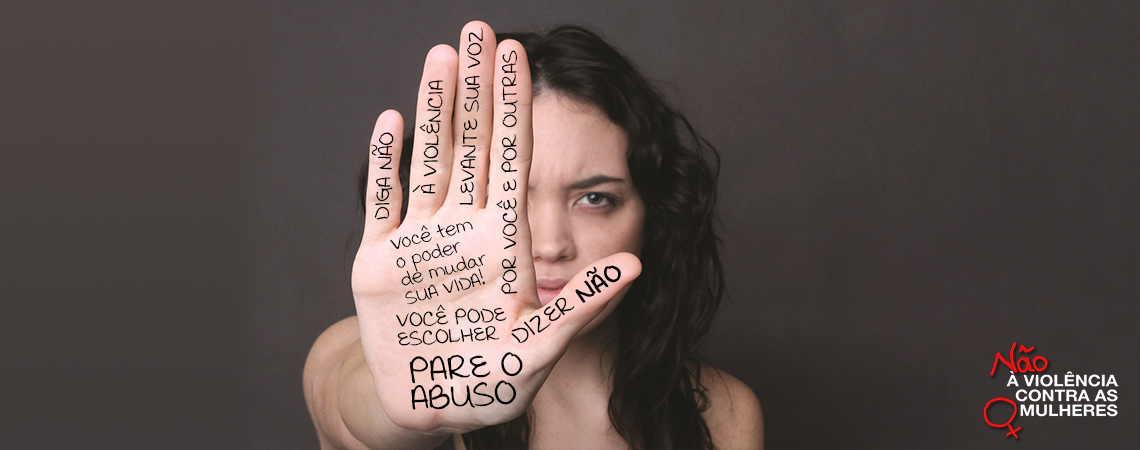 DIGA NÃO
À VIOLÊNCIA
LEVANTE SUA VOZ
POR VOCÊ E POR OUTRAS
Você tem
o poder
de mudar
SUA VIDA!
VOCÊ PODE
ESCOLHER
DIZER NÃO
PARE O
ABUSO
Não
À VIOLÊNCIA
CONTRA AS
MULHERES